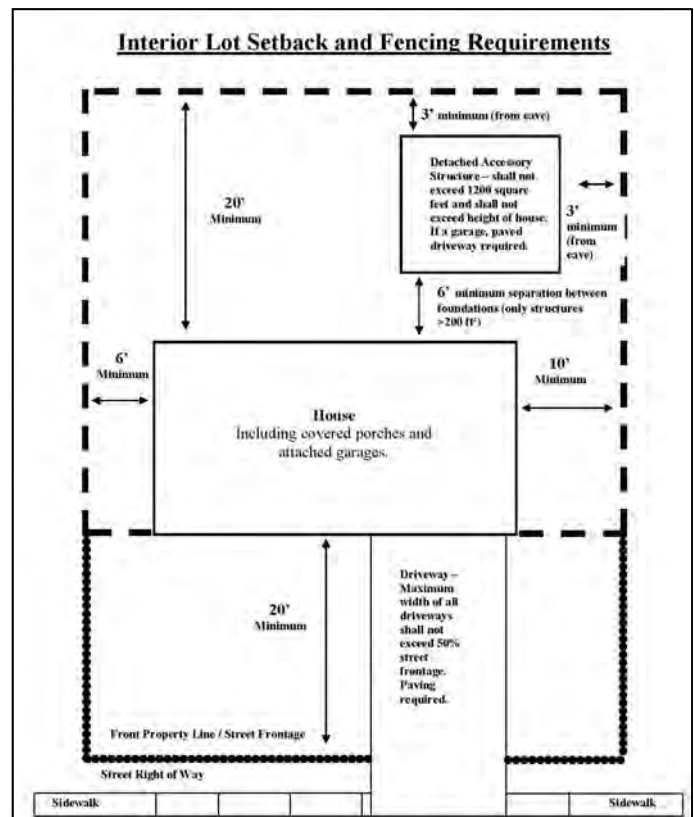 Interior Lot Setback and Fencing Requirements
3’ minimum (from eave)
Detached Accessory
Structure – shall not
exceed 1200 square
feet and shall not
exceed height of house.
If a garage, paved
driveway required.
20’
Minimum
3’
minimum
(from
eave)
6’ minimum separation between
foundations (only structures
>200 ft²)
6’
Minimum
10’
Minimum
House
Including covered porches and
attached garages.
20’
Minimum
Driveway –
Maximum
width of all
driveways
shall not
exceed 50%
street
frontage.
Paving
required.
Front Property Line / Street Frontage
Street Right of Way
Sidewalk
Sidewalk